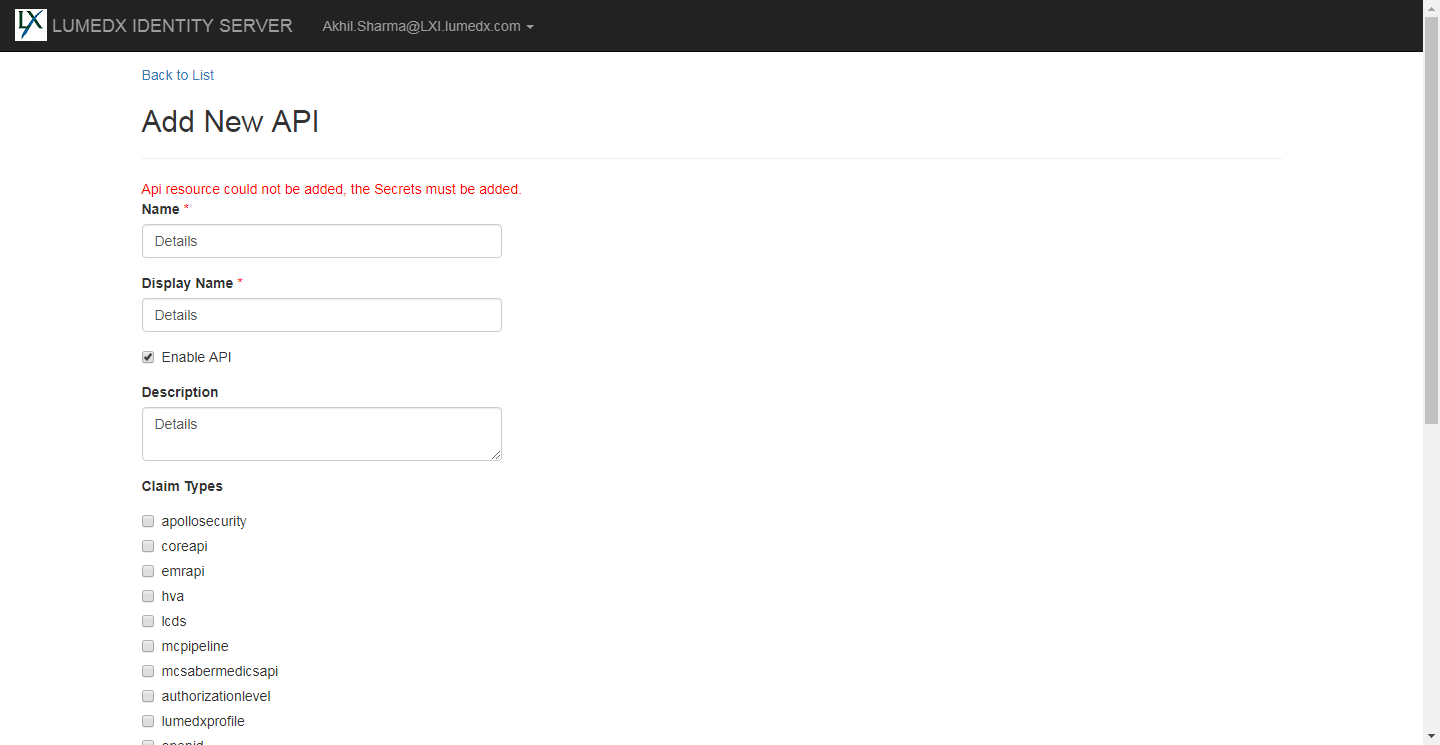 LX LUMEDX IDENTITY SERVER Akhil.Sharma@LXI.lumedx.com
Back to List
Add New API
Api resource could not be added, the Secrets must be added.
Name *
Details
Display Name *
Details
Enable API
Description
Details
Claim Types
apollosecurity
coreapi
emrapi
hva
lcds
mcpipeline
mcsabermedicsapi
authorizationlevel
lumedxprofile
openid